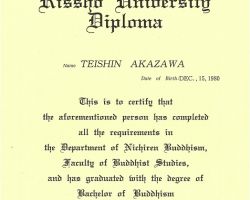 Rissho University
Diploma
Name TEISHIN AKAZAWA
Date of Birth-DEC., 15, 1980
This is to certify that
the aforementioned person has completed
all the requirements in
the Department of Nichiren Buddhism,
Faculty of Buddhist Studies,
and has graduated with the degree of
Bachelor of Buddhism